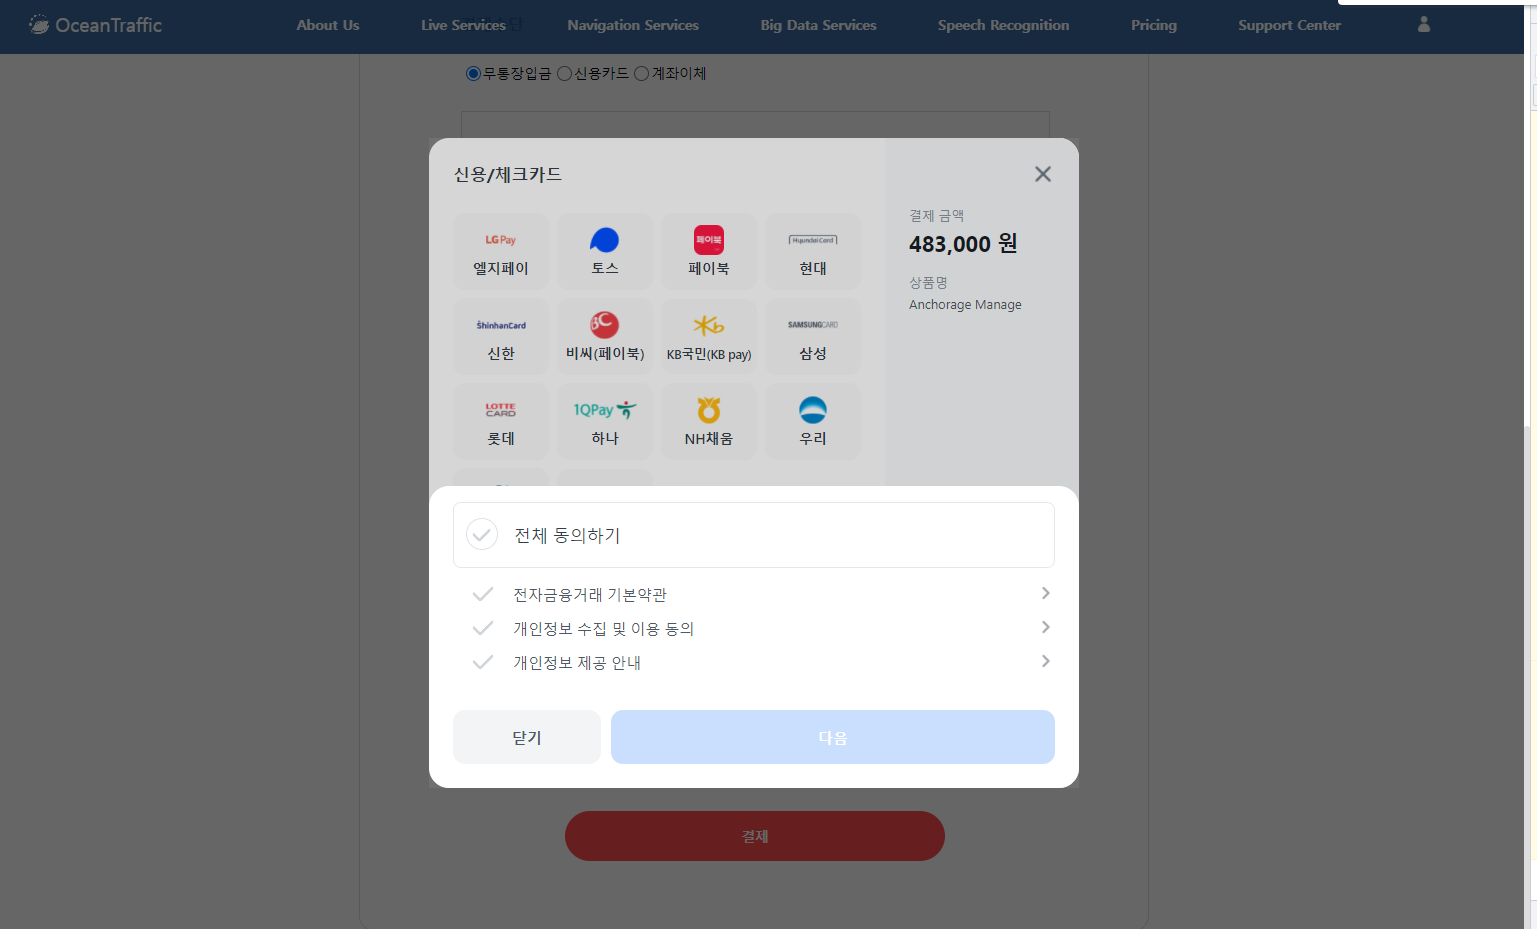 OceanTraffic
About Us
Live Services
Navigation Services
Big Data Services
Speech Recognition
Pricing
Support Center
무통장입금 신용카드 계좌이체
신용/체크카드
LG Pay
엘지페이
토스
페이북
페이북
HyundaiCard
현대
ShinhanCard
신한
BC
비씨(페이북)
Kb
KB국민(KB pay)
SAMSUNGCARD
삼성
LOTTE
CARD
롯데
1QPay
하나
NH채움
우리
결제 금액
483,000 원
상품명
Anchorage Manage
전체 동의하기
전자금융거래 기본약관
개인정보 수집 및 이용 동의
개인정보 제공 안내
닫기
다음
결제